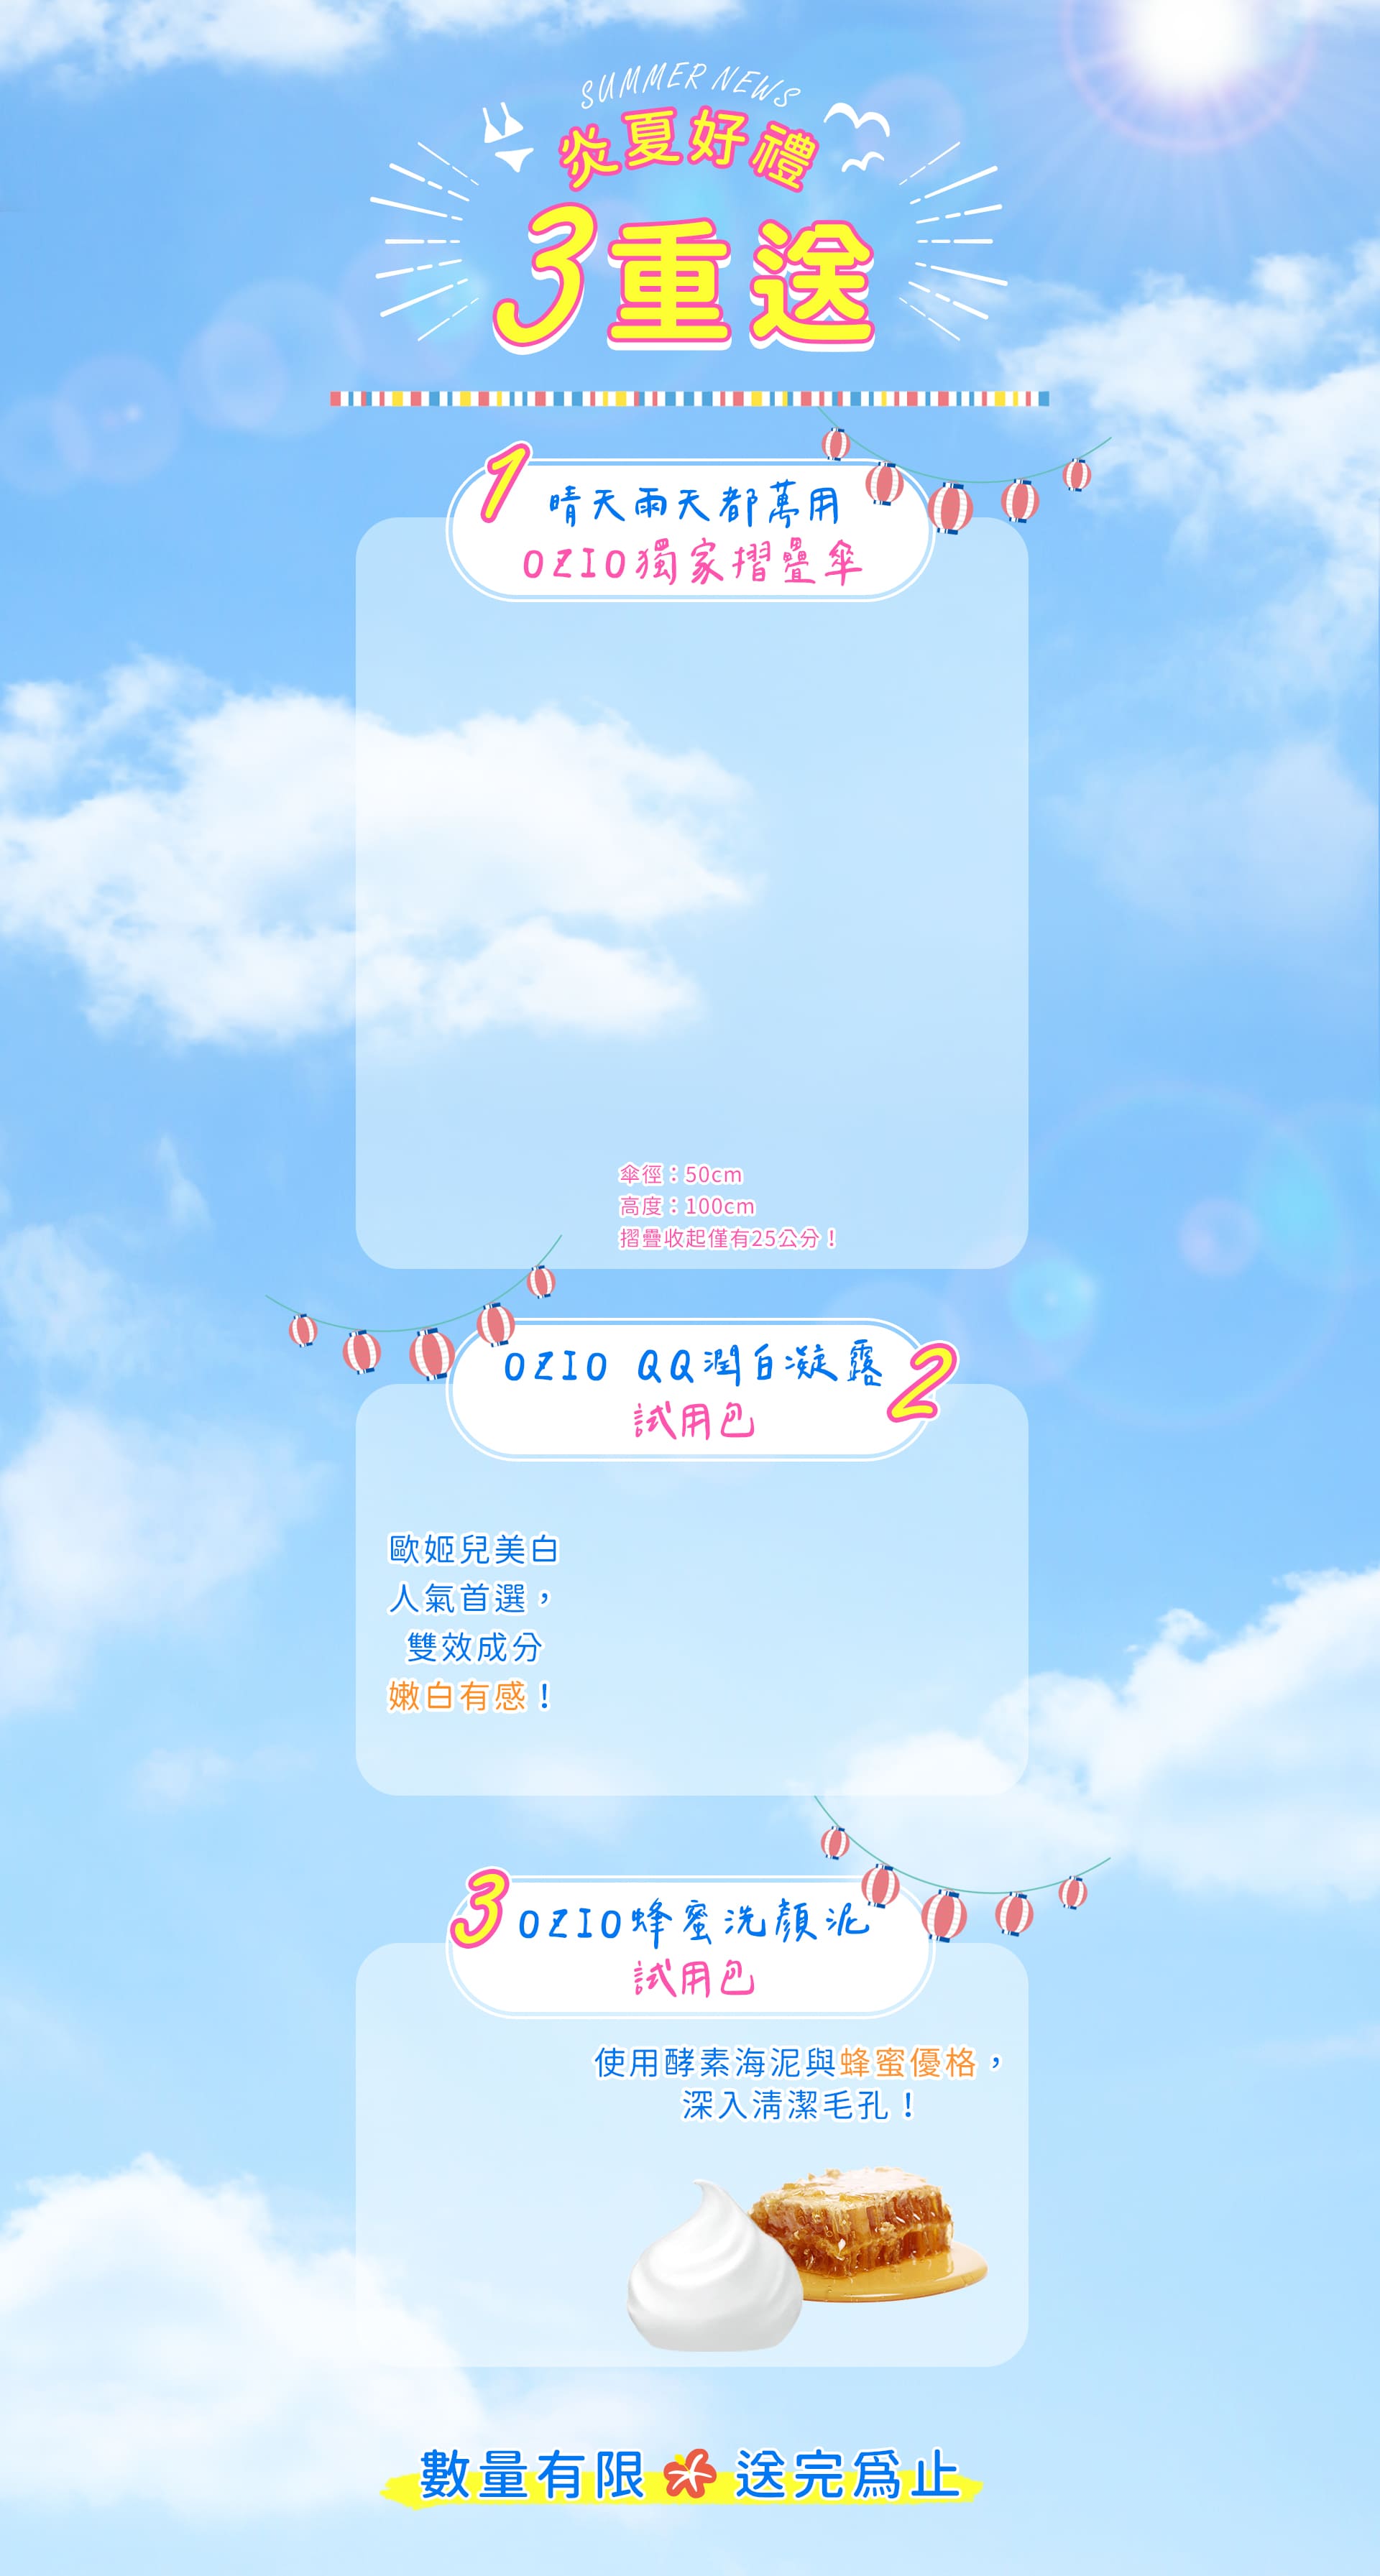 SUMMER NEWS
炎夏好禮
3重送
1
晴天雨天都萬用
OZIO獨家摺疊傘
傘徑：50cm
高度：100cm
摺疊收起僅有25公分！
OZIO QQ潤白凝露
2
試用包
歐姬兒美白
人氣首選，
雙效成分
嫩白有感！
3
OZIO蜂蜜洗顏泥
試用包
使用酵素海泥與蜂蜜優格，
深入清潔毛孔！
數量有限 送完為止